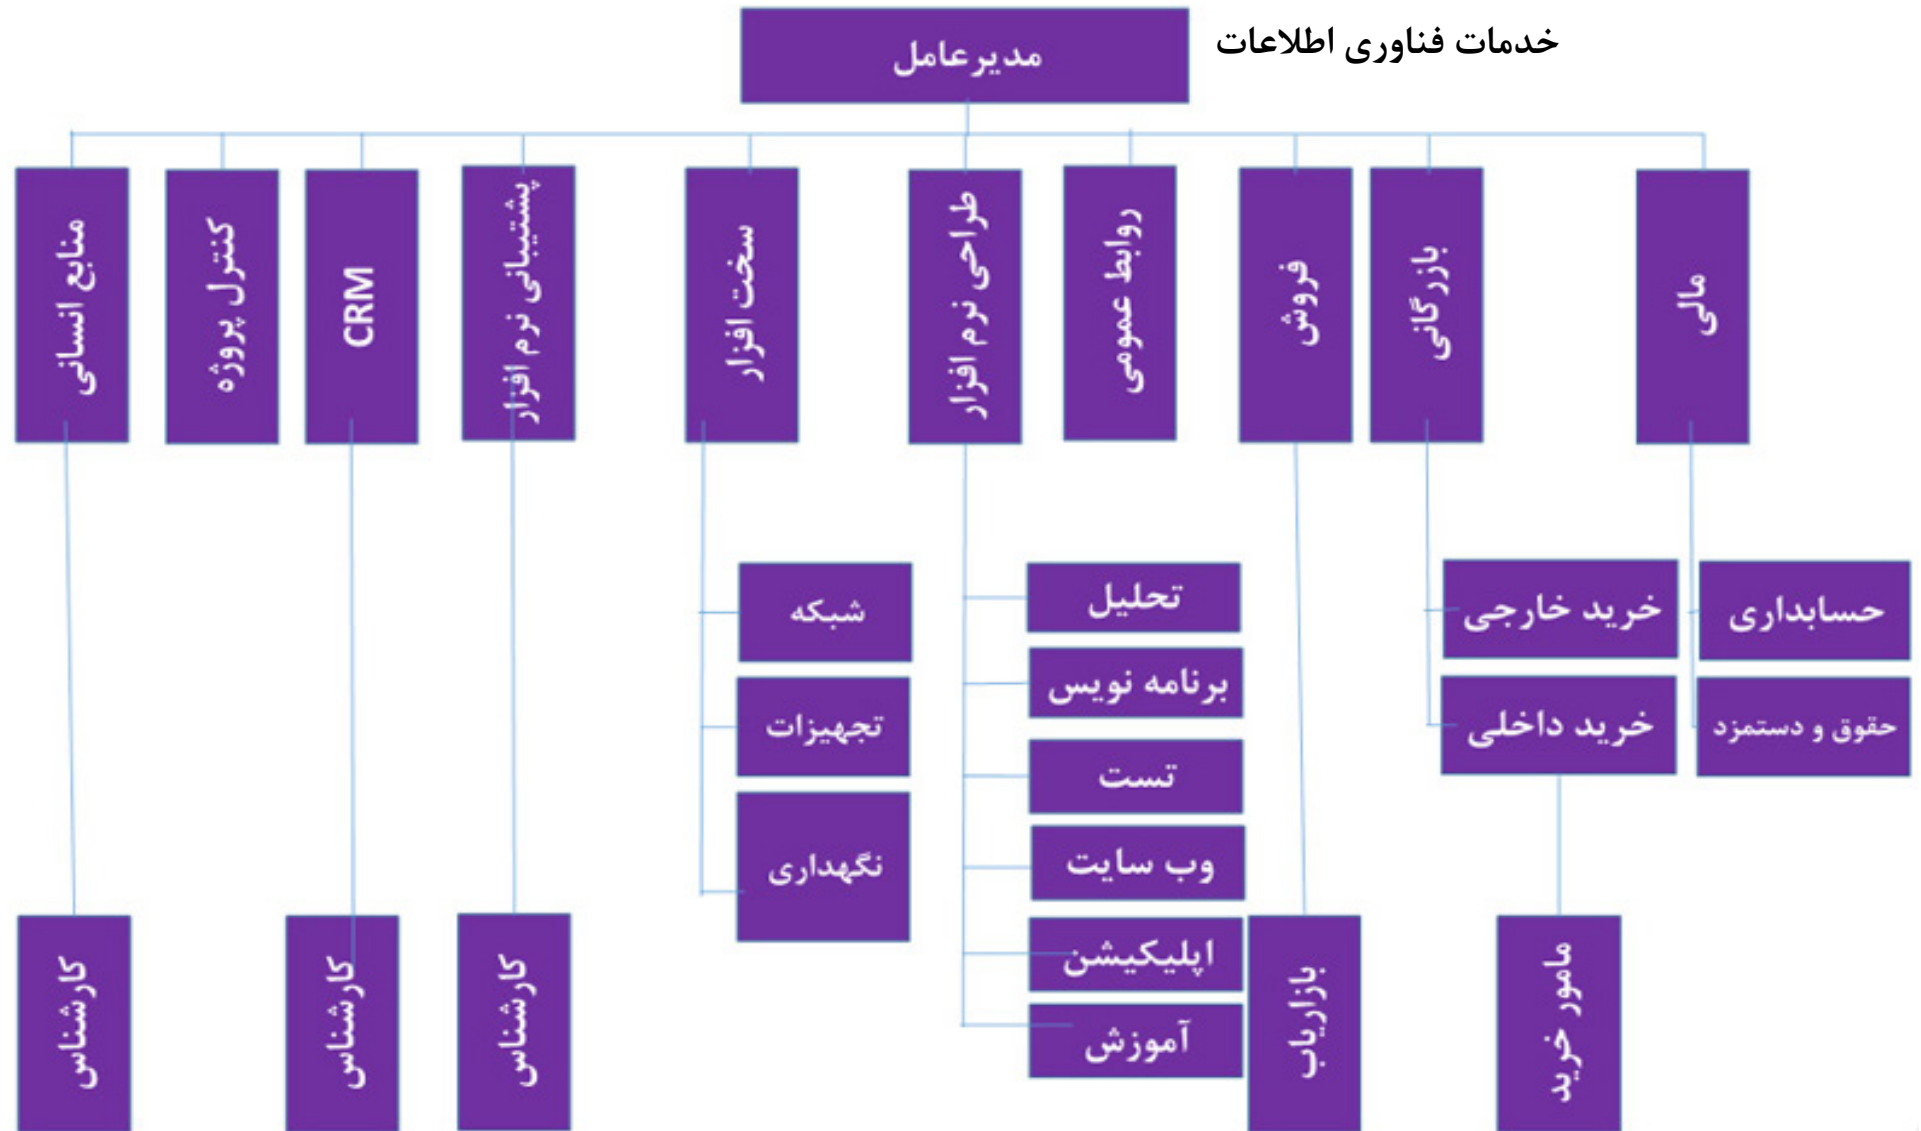 خدمات فناوری اطلاعات
مدیرعامل
مالی
بازرگانی
فروش
روابط عمومی
طراحی نرم افزار
سخت افزار
پشتیبانی نرم افزار
CRM
کنترل پروژه
منابع انسانی
حسابداری
حقوق و دستمزد
خرید خارجی
خرید داخلی
مامور خرید
بازاریاب
تحلیل
برنامه نویس
تست
وب سایت
اپلیکیشن
آموزش
شبکه
تجهیزات
نگهداری
کارشناس
کارشناس
کارشناس